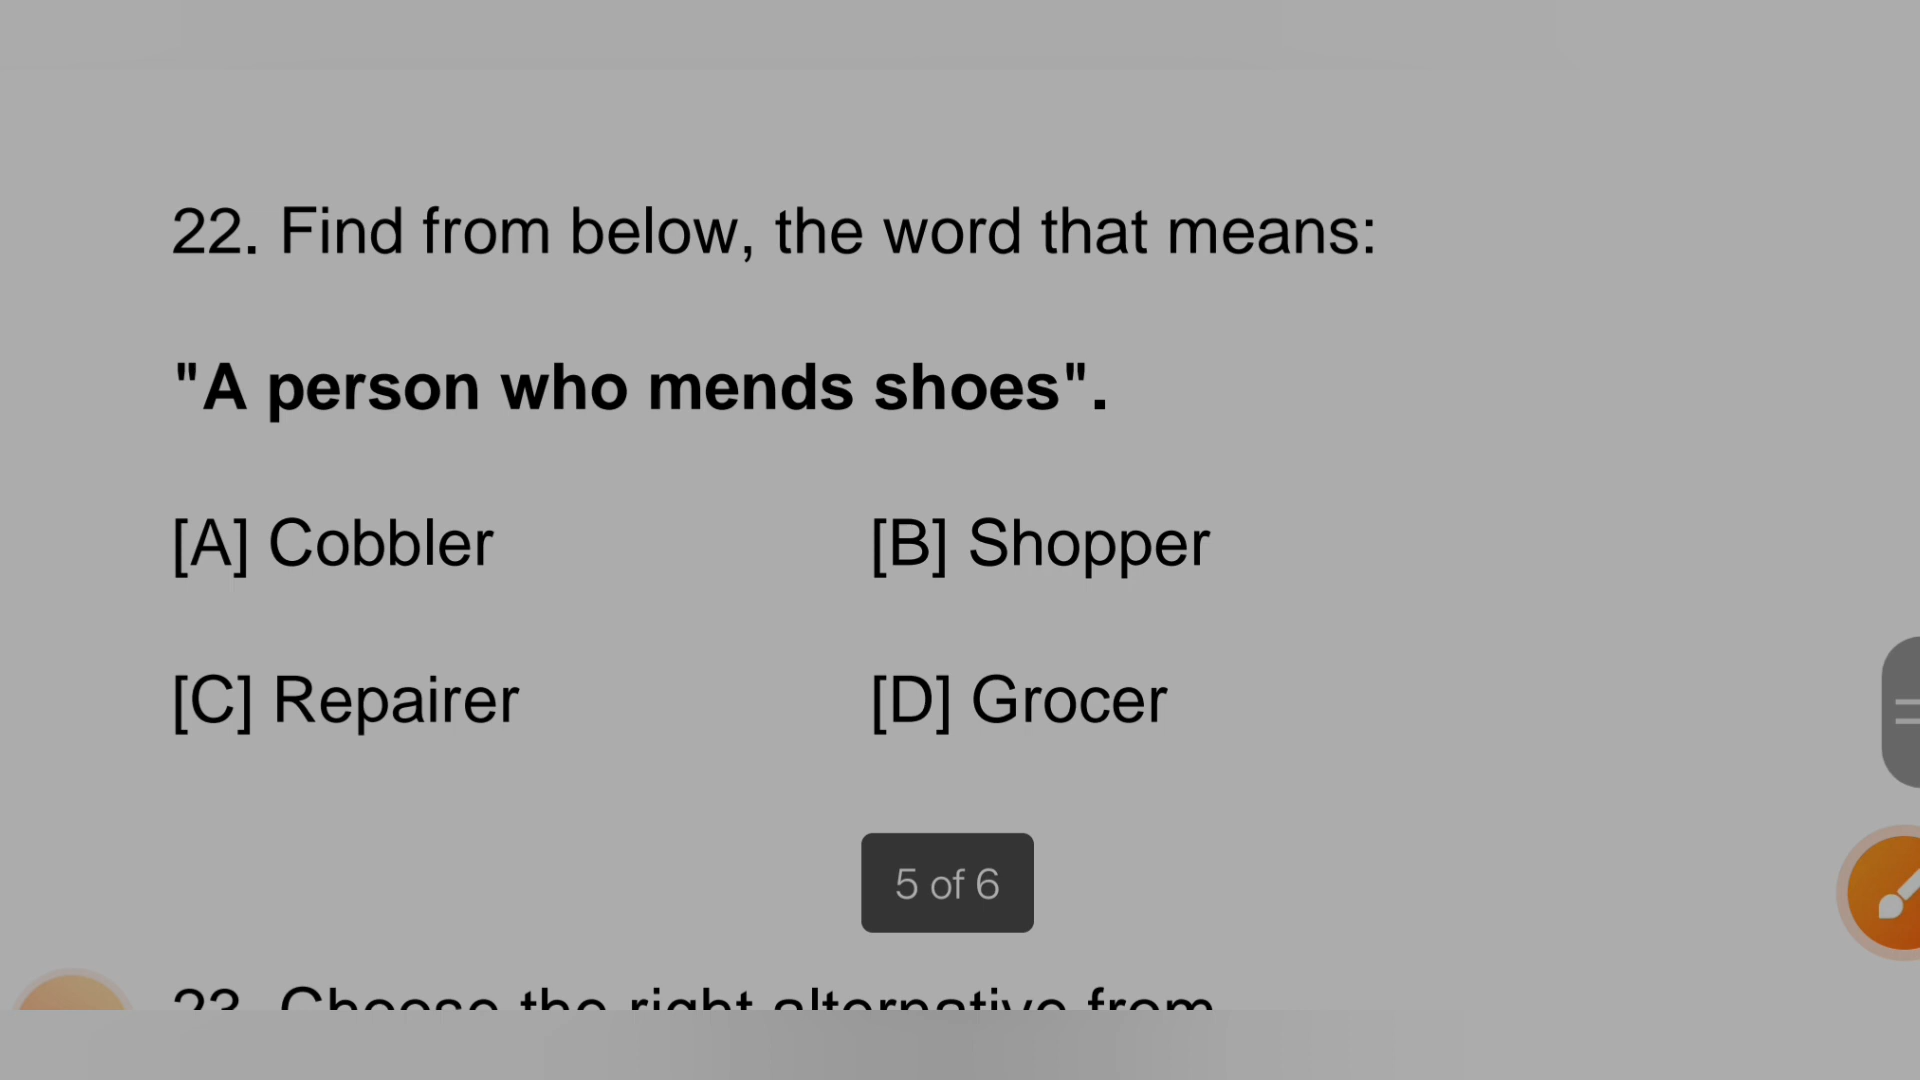 22. Find from below, the word that means:
"A person who mends shoes".
[A] Cobbler [B] Shopper
[C] Repairer [D] Grocer
5 of 6
23. Choose the right alternative from